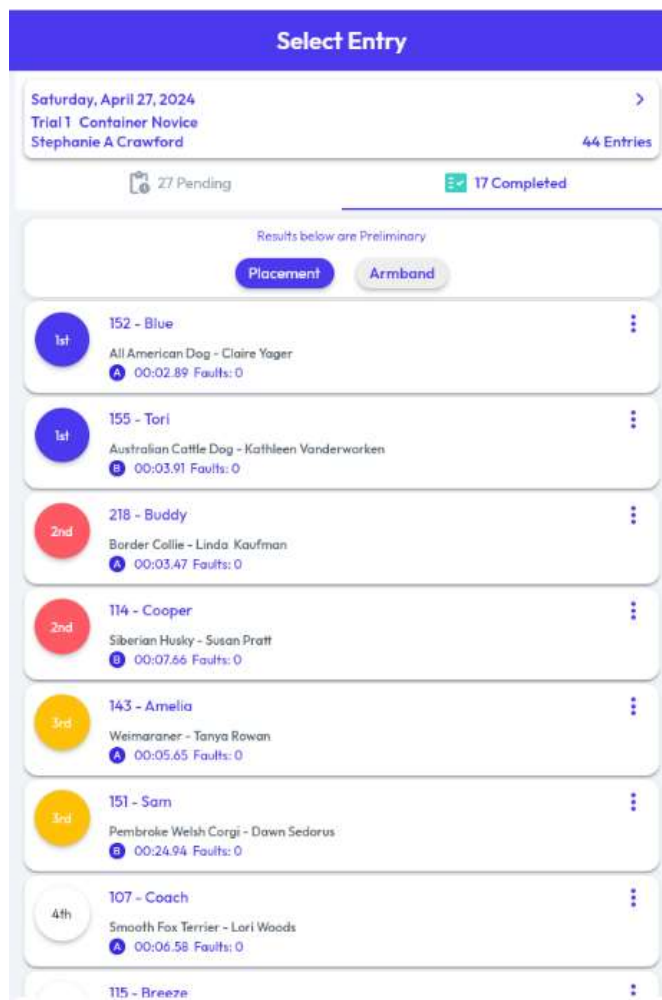 Select Entry
Saturday, April 27, 2024
Trial 1 Container Novice
Stephanie A Crawford 44 Entries
27 Pending 17 Completed
Results below are Preliminary
Placement Armband
1st 152 - Blue
All American Dog - Claire Yager
A 00:02.89 Faults: 0
1st 155 - Tori
Australian Cattle Dog - Kathleen Vanderworken
B 00:03.91 Faults: 0
2nd 218 - Buddy
Border Collie - Linda Kaufman
A 00:03.47 Faults: 0
2nd 114 - Cooper
Siberian Husky - Susan Pratt
B 00:07.66 Faults: 0
3rd 143 - Amelia
Weimaraner - Tanya Rowan
A 00:05.65 Faults: 0
3rd 151 - Sam
Pembroke Welsh Corgi - Dawn Sedorus
B 00:24.94 Faults: 0
4th 107 - Coach
Smooth Fox Terrier - Lori Woods
A 00:06.58 Faults: 0
115 - Breeze